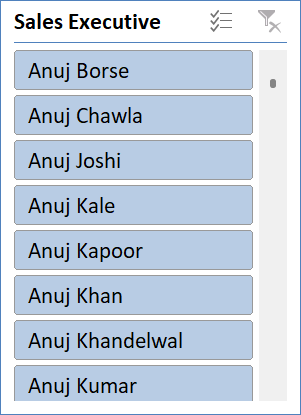 Sales Executive
Anuj Borse
Anuj Chawla
Anuj Joshi
Anuj Kale
Anuj Kapoor
Anuj Khan
Anuj Khandelwal
Anuj Kumar